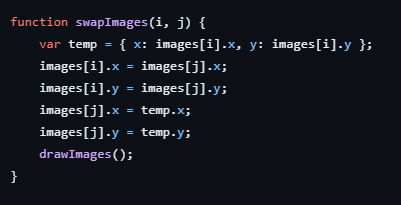 function swapImages(i, j) {
    var temp = { x: images[i].x, y: images[i].y };
    images[i].x = images[j].x;
    images[i].y = images[j].y;
    images[j].x = temp.x;
    images[j].y = temp.y;
    drawImages();
}